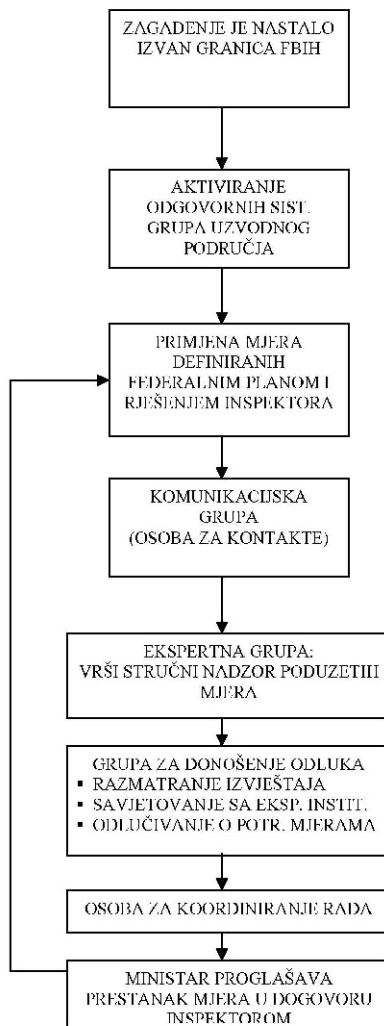 ZAGAĐENJE JE NASTALO
IZVAN GRANICA FBIH
AKTIVIRANJE
ODGOVORNIH SIST.
GRUPA UZVODNOG
PODRUČJA
PRIMJENA MJERA
DEFINIRANIH
FEDERALNIM PLANOM I
RJEŠENJEM INSPEKTORA
KOMUNIKACIJSKA
GRUPA
(OSOBA ZA KONTAKTE)
EKSPERTNA GRUPA:
VRŠI STRUČNI NADZOR PODUZETIH
MJERA
GRUPA ZA DONOŠENJE ODLUKA
▪ RAZMATRANJE IZVJEŠTAJA
▪ SAVJETOVANJE SA EKSP. INSTIT.
▪ ODLUČIVANJE O POTR. MJERAMA
OSOBA ZA KOORDINIRANJE RADA
MINISTAR PROGLAŠAVA
PRESTANAK MJERA U DOGOVORU
INSPEKTOROM